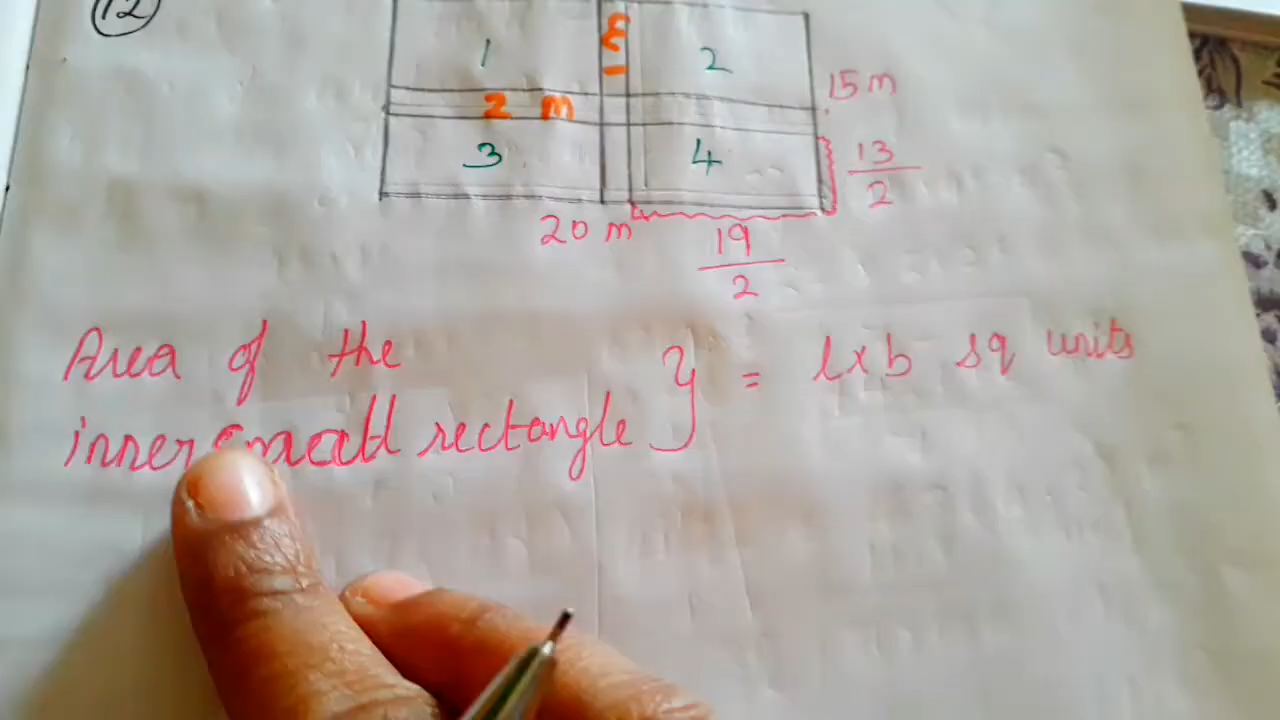 12
1
1 m
2
2 m
15 m
3
4
13
2
20 m
19
2
Area of the
inner small rectangle } = l x b sq units